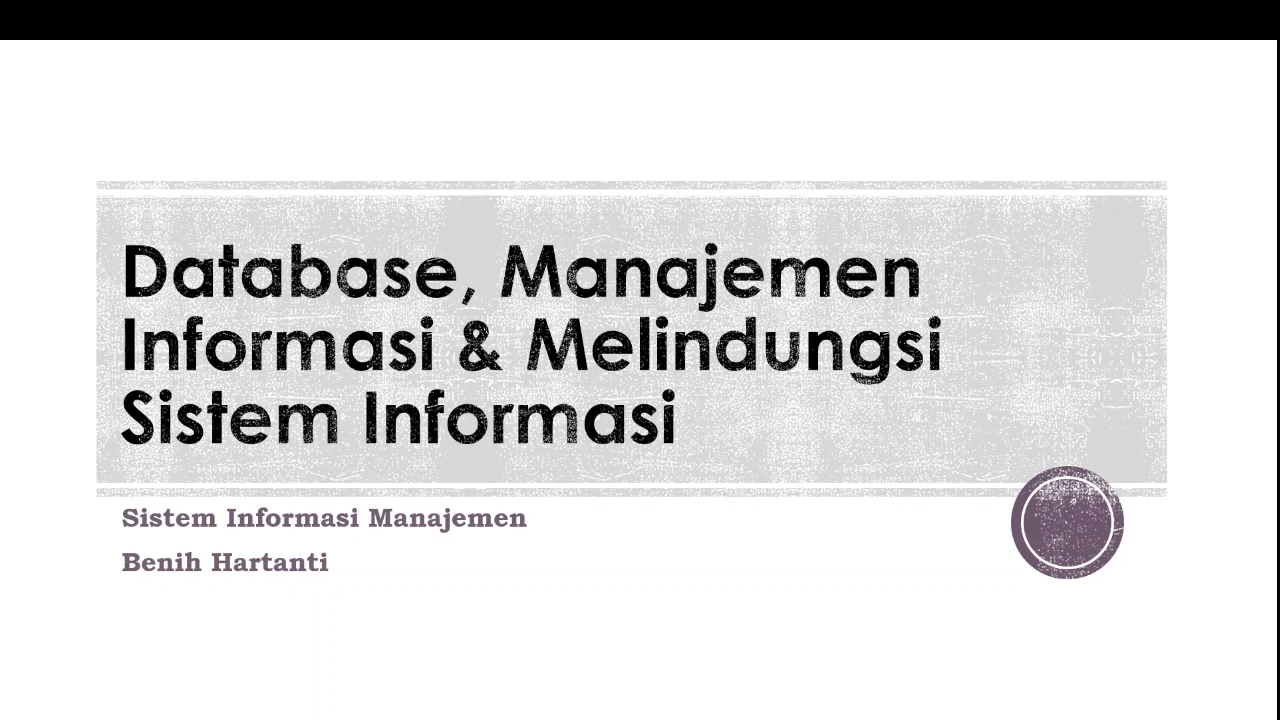 Database, Manajemen
Informasi & Melindungsi
Sistem Informasi
Sistem Informasi Manajemen
Benih Hartanti